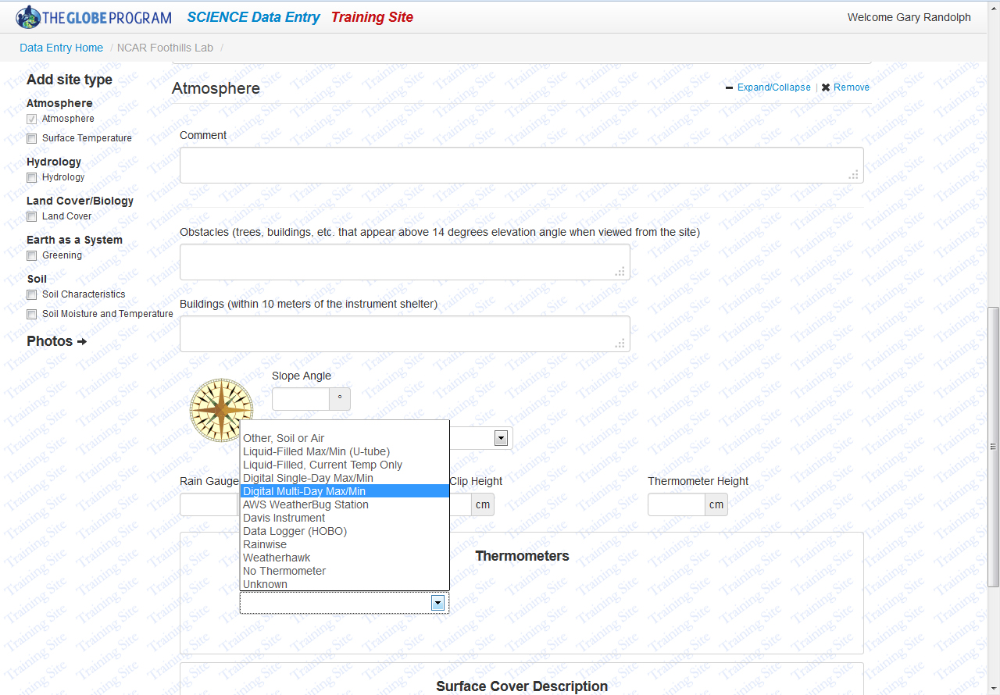 THE GLOBE PROGRAM SCIENCE Data Entry Training Site Welcome Gary Randolph
Data Entry Home / NCAR Foothills Lab /
Add site type
Atmosphere
Atmosphere
Surface Temperature
Hydrology
Hydrology
Land Cover/Biology
Land Cover
Earth as a System
Greening
Soil
Soil Characteristics
Soil Moisture and Temperature
Photos
Atmosphere
Expand/Collapse | Remove
Comment
Obstacles (trees, buildings, etc. that appear above 14 degrees elevation angle when viewed from the site)
Buildings (within 10 meters of the instrument shelter)
Slope Angle
°
Rain Gauge
Clip Height
cm
Thermometer Height
cm
Other, Soil or Air
Liquid-Filled Max/Min (U-tube)
Liquid-Filled, Current Temp Only
Digital Single-Day Max/Min
Digital Multi-Day Max/Min
AWS WeatherBug Station
Davis Instrument
Data Logger (HOBO)
Rainwise
Weatherhawk
No Thermometer
Unknown
Thermometers
Surface Cover Description
Training Site